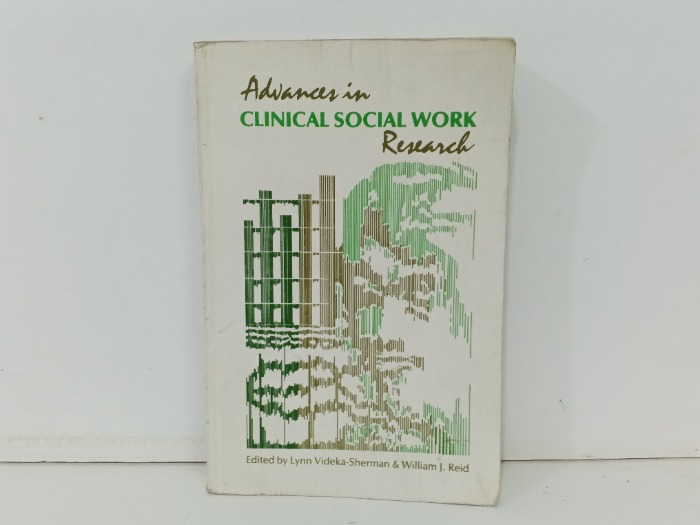 Advances in
CLINICAL SOCIAL WORK
Research
Edited by Lynn Videka-Sherman & William J. Reid